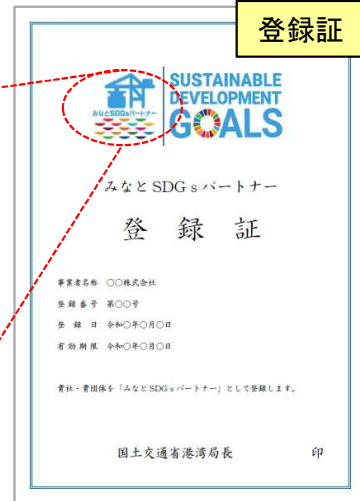 登録証
みなとSDGsパートナー
SUSTAINABLE
DEVELOPMENT
GOALS
みなとSDGsパートナー
登録証
事業者名称 〇〇株式会社
登録番号 第〇〇号
登録日 令和〇年〇月〇日
有効期限 令和〇年〇月〇日
貴社・貴団体を「みなとSDGsパートナー」として登録します。
国土交通省港湾局長 印